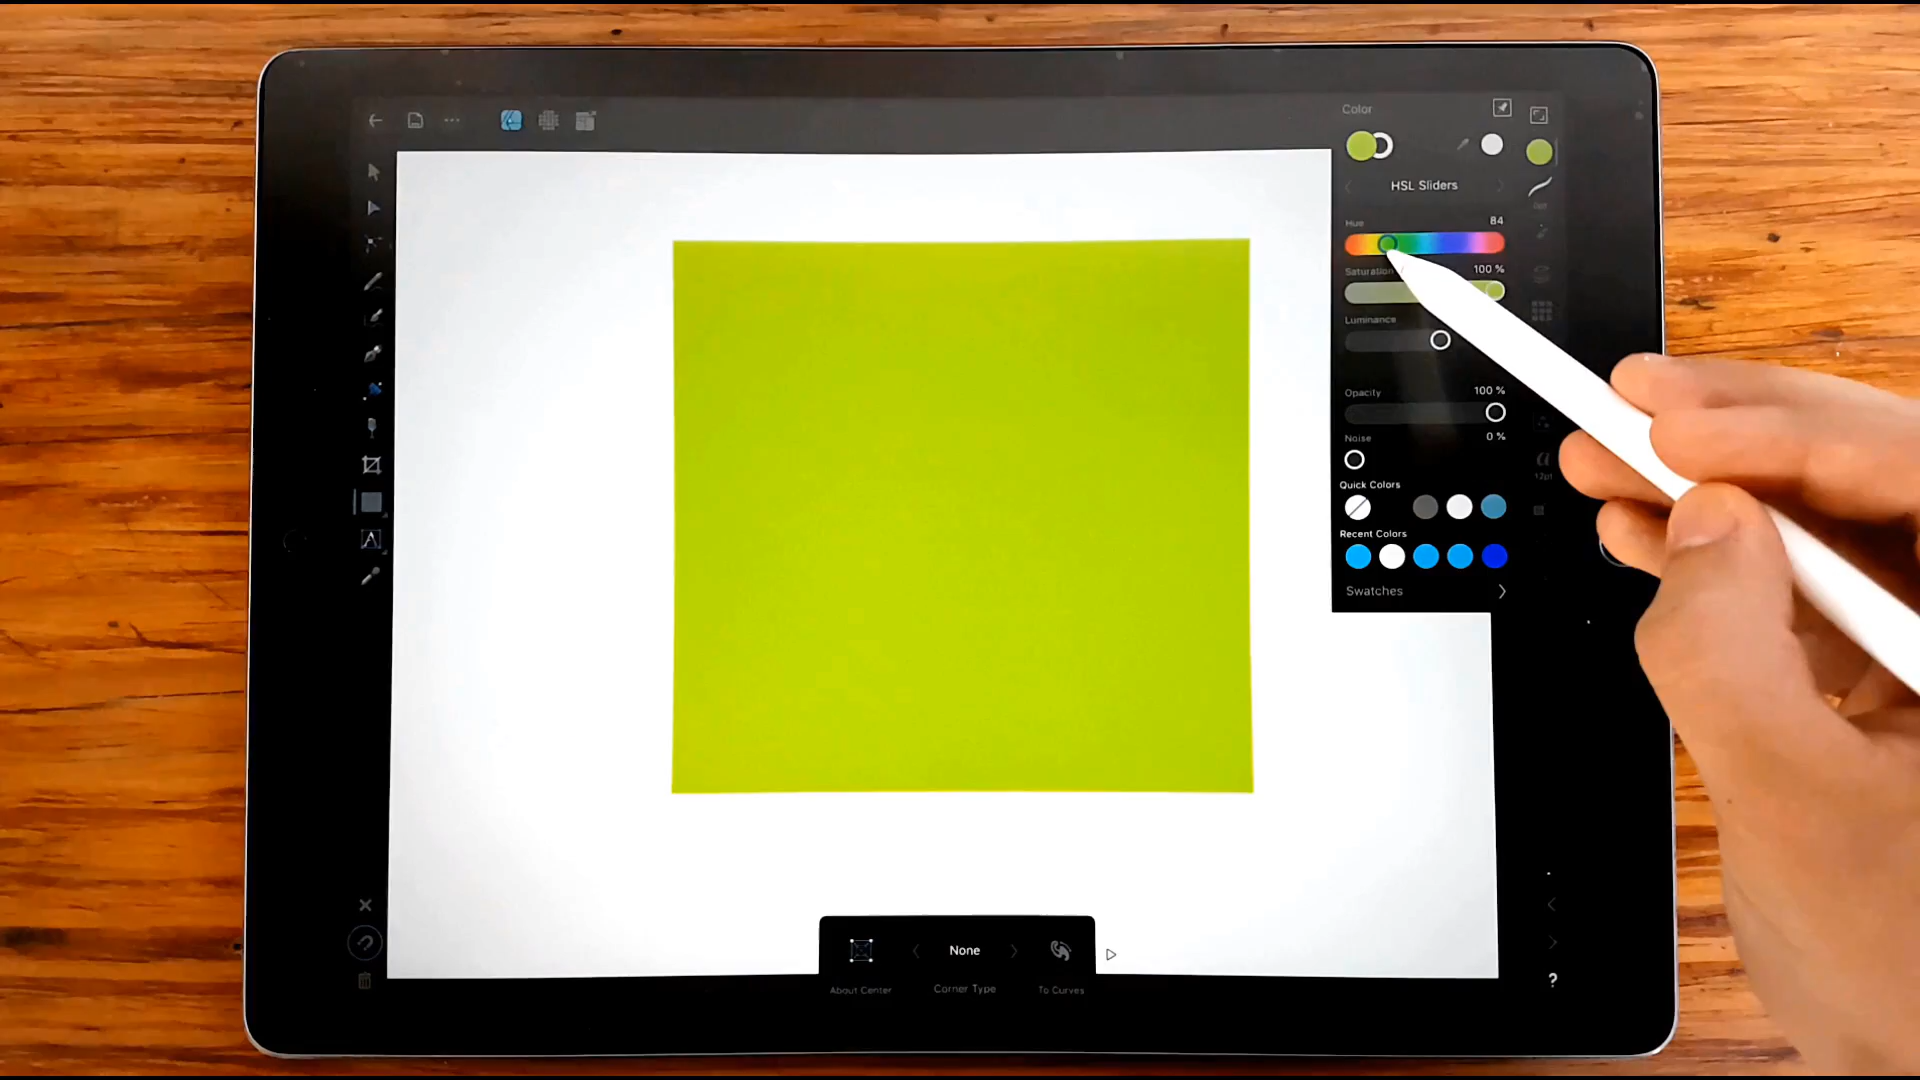 Color
HSL Sliders
Hue 84
Saturation 100 %
Luminance
Opacity 100 %
Noise 0 %
Quick Colors
Recent Colors
Swatches
A
a
12pt
None
About Center Corner Type To Curves
?